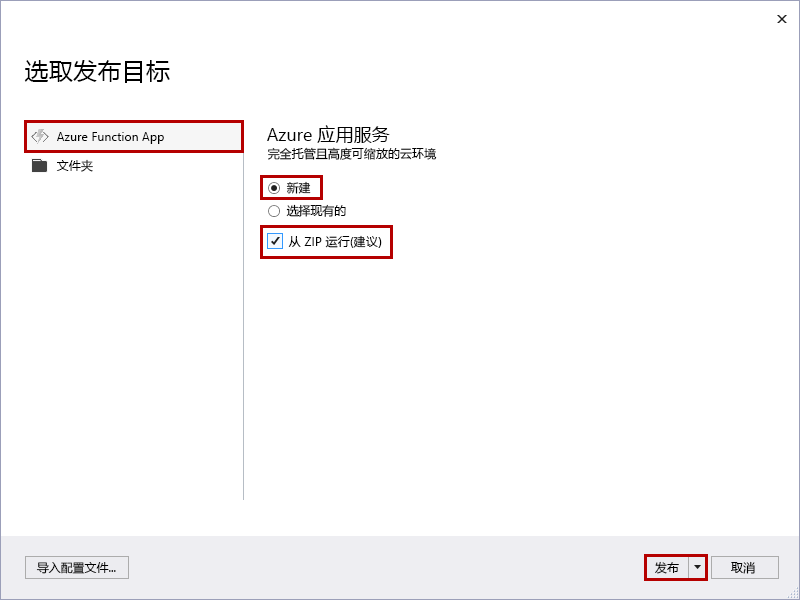 选取发布目标
Azure Function App
文件夹
Azure 应用服务
完全托管且高度可缩放的云环境
新建
选择现有的
从 ZIP 运行(建议)
导入配置文件...
发布
取消